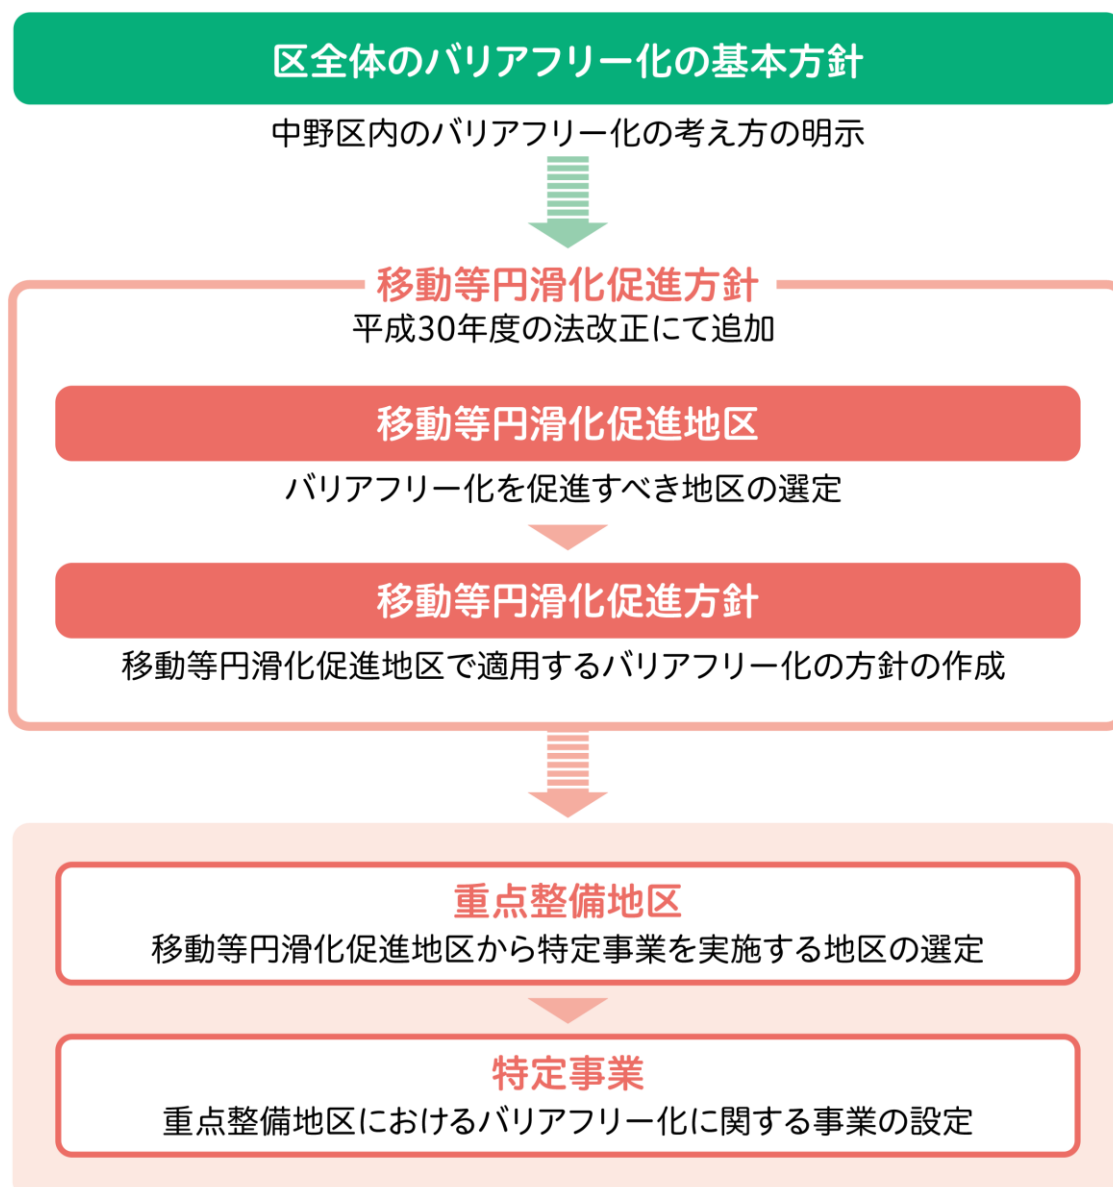 区全体のバリアフリー化の基本方針
中野区内のバリアフリー化の考え方の明示
移動等円滑化促進方針
平成30年度の法改正にて追加
移動等円滑化促進地区
バリアフリー化を促進すべき地区の選定
移動等円滑化促進方針
移動等円滑化促進地区で適用するバリアフリー化の方針の作成
重点整備地区
移動等円滑化促進地区から特定事業を実施する地区の選定
特定事業
重点整備地区におけるバリアフリー化に関する事業の設定